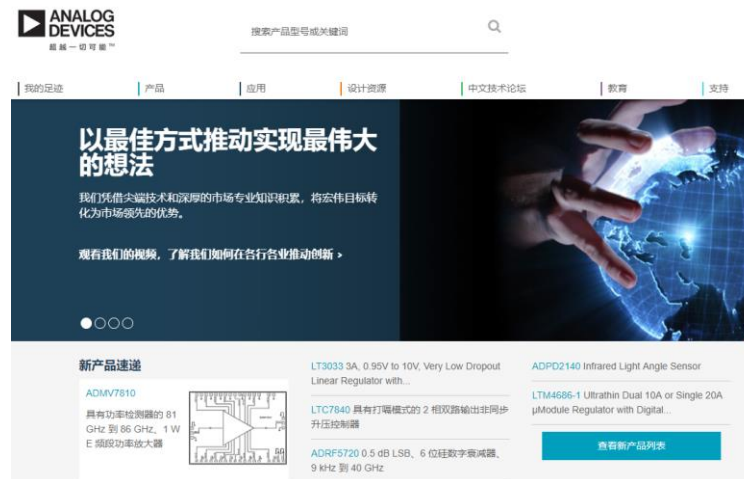 ANALOG
DEVICES
超越一切可能™
搜索产品型号或关键词
我的足迹
产品
应用
设计资源
中文技术论坛
教育
支持
以最佳方式推动实现最伟大
的想法
我们凭借尖端技术和深厚的市场专业知识积累，将宏伟目标转
化为市场领先的优势。
观看我们的视频，了解我们如何在各行各业推动创新 >
新产品速递
ADMV7810
具有功率检测器的 81
GHz 到 86 GHz、1 W
E 频段功率放大器
LT3033 3A, 0.95V to 10V, Very Low Dropout
Linear Regulator with...
LTC7840 具有打嗝模式的 2 相双路输出非同步
升压控制器
ADRF5720 0.5 dB LSB、6 位硅数字衰减器、
9 kHz 到 40 GHz
ADPD2140 Infrared Light Angle Sensor
LTM4686-1 Ultrathin Dual 10A or Single 20A
μModule Regulator with Digital...
查看新产品列表